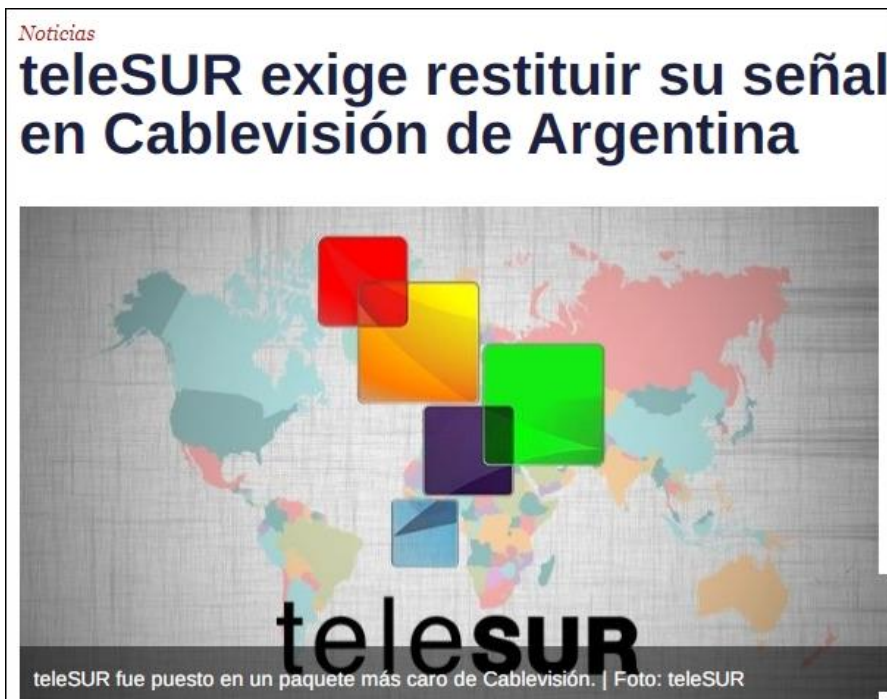 Noticias
teleSUR exige restituir su señal
en Cablevisión de Argentina
teleSUR
teleSUR fue puesto en un paquete más caro de Cablevisión. | Foto: teleSUR